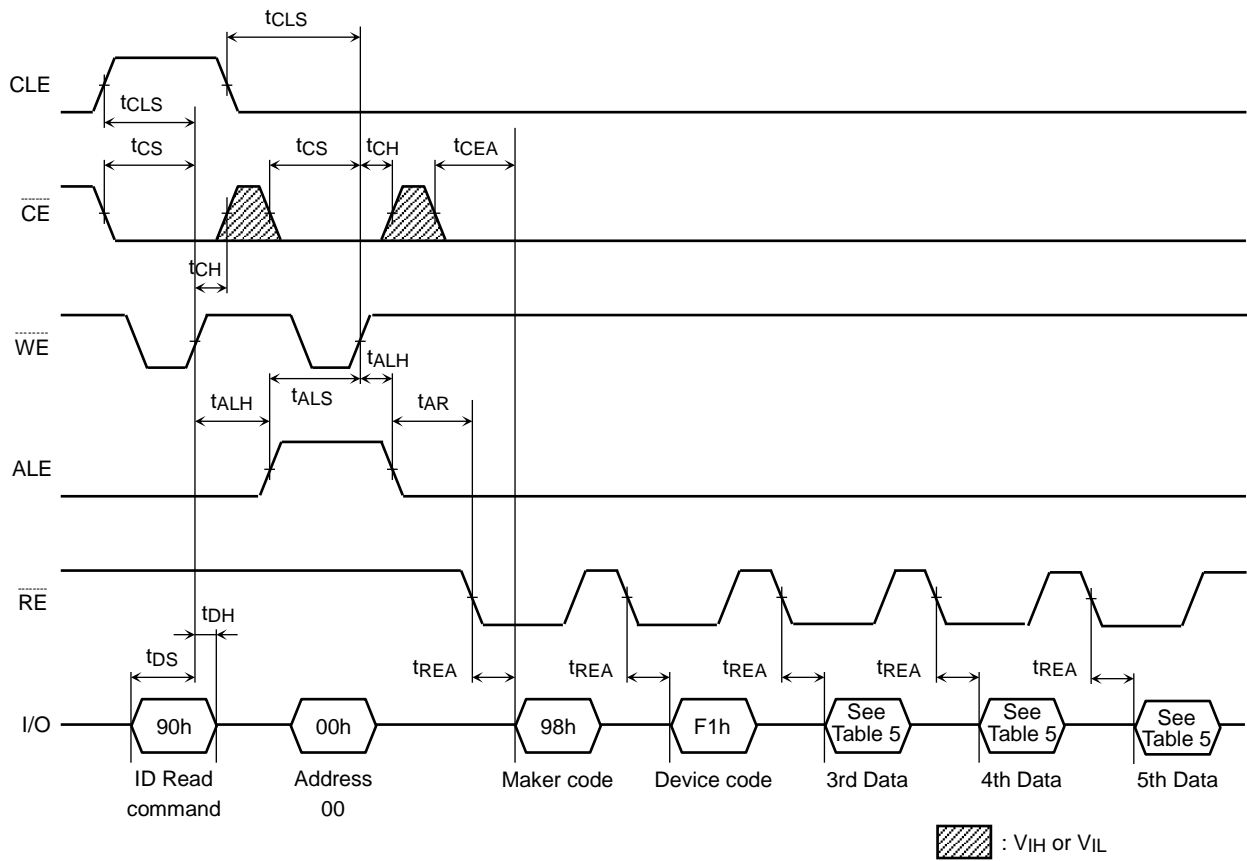 tCLS
CLE
tCLS
tCS
tCS
tCH
tCEA
CE
tCH
WE
tALH
tALH
tALS
tAR
ALE
RE
tDH
tDS
tREA
tREA
tREA
tREA
tREA
I/O
90h
00h
98h
F1h
See
Table 5
See
Table 5
See
Table 5
ID Read
command
Address
00
Maker code
Device code
3rd Data
4th Data
5th Data
: VIH or VIL